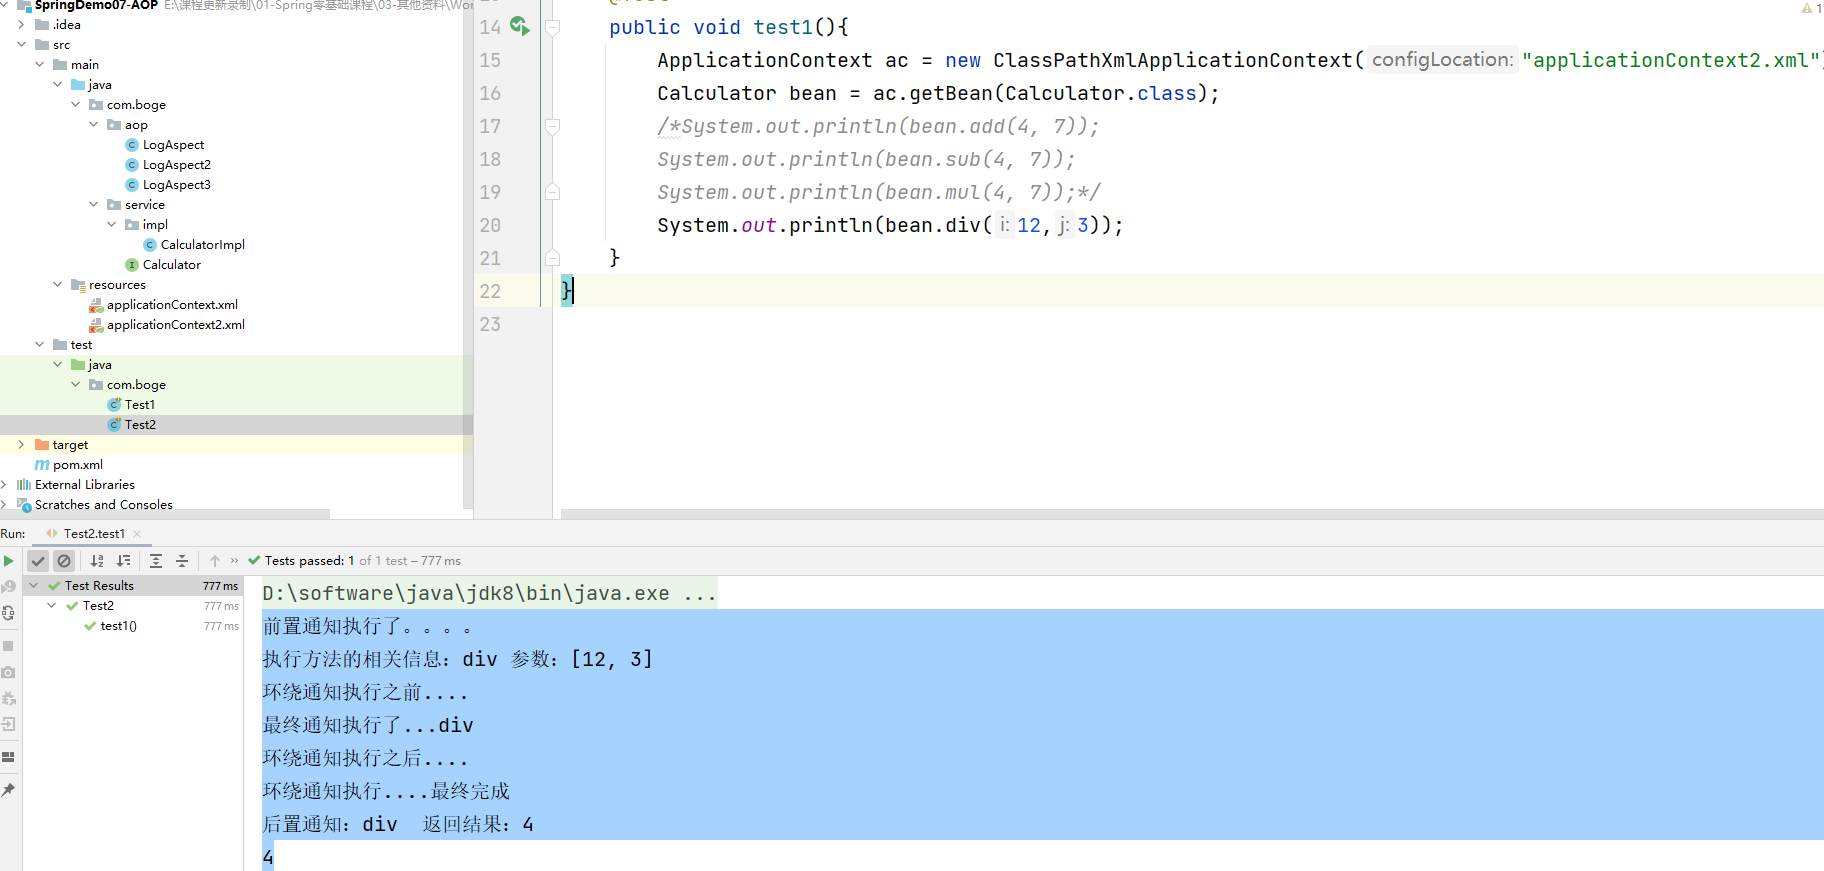 SpringDemo07-AOP E:\课程更新录制\01-Spring零基础课程\03-其他资料\Wor
.idea
src
main
java
com.boge
aop
LogAspect
LogAspect2
LogAspect3
service
impl
CalculatorImpl
Calculator
resources
applicationContext.xml
applicationContext2.xml
test
java
com.boge
Test1
Test2
target
pom.xml
External Libraries
Scratches and Consoles
1
14 public void test1(){
15 ApplicationContext ac = new ClassPathXmlApplicationContext( configLocation: "applicationContext2.xml")
16 Calculator bean = ac.getBean(Calculator.class);
17 /*System.out.println(bean.add(4, 7));
18 System.out.println(bean.sub(4, 7));
19 System.out.println(bean.mul(4, 7));*/
20 System.out.println(bean.div( i: 12, j: 3));
21 }
22 }
23
Run: Test2.test1
Tests passed: 1 of 1 test – 777 ms
Test Results 777 ms
Test2 777 ms
test1() 777 ms
D:\software\java\jdk8\bin\java.exe ...
前置通知执行了。。。。
执行方法的相关信息：div 参数：[12, 3]
环绕通知执行之前....
最终通知执行了...div
环绕通知执行之后....
环绕通知执行....最终完成
后置通知：div 返回结果：4
4